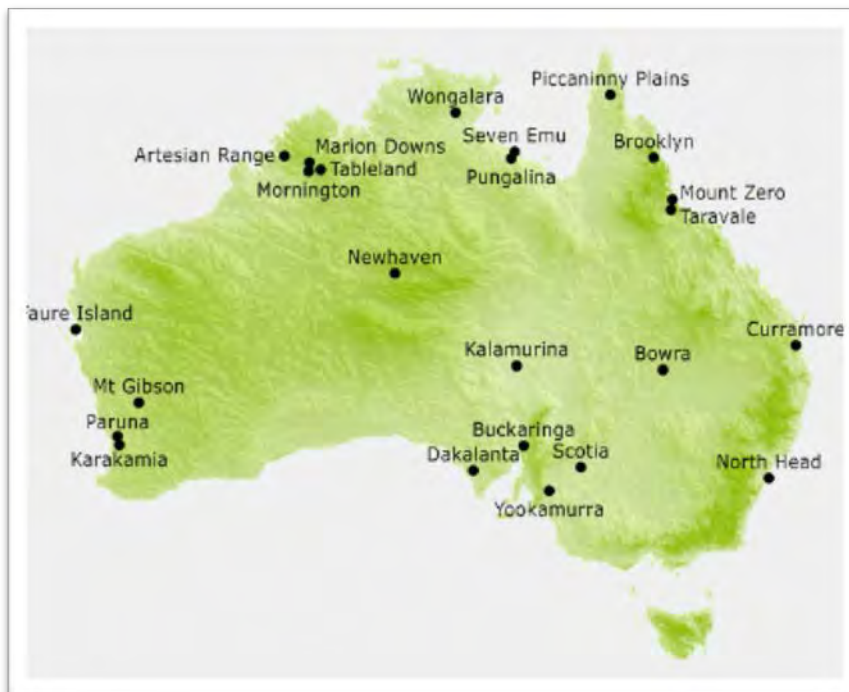 Piccaninny Plains
Wongalara
Seven Emu
Marion Downs
Brooklyn
Artesian Range
Tableland
Pungalina
Mornington
Mount Zero
Taravale
Newhaven
aure Island
Curramore
Kalamurina
Bowra
Mt Gibson
Paruna
Buckaringa
Karakamia
Dakalanta
Scotia
North Head
Yookamurra